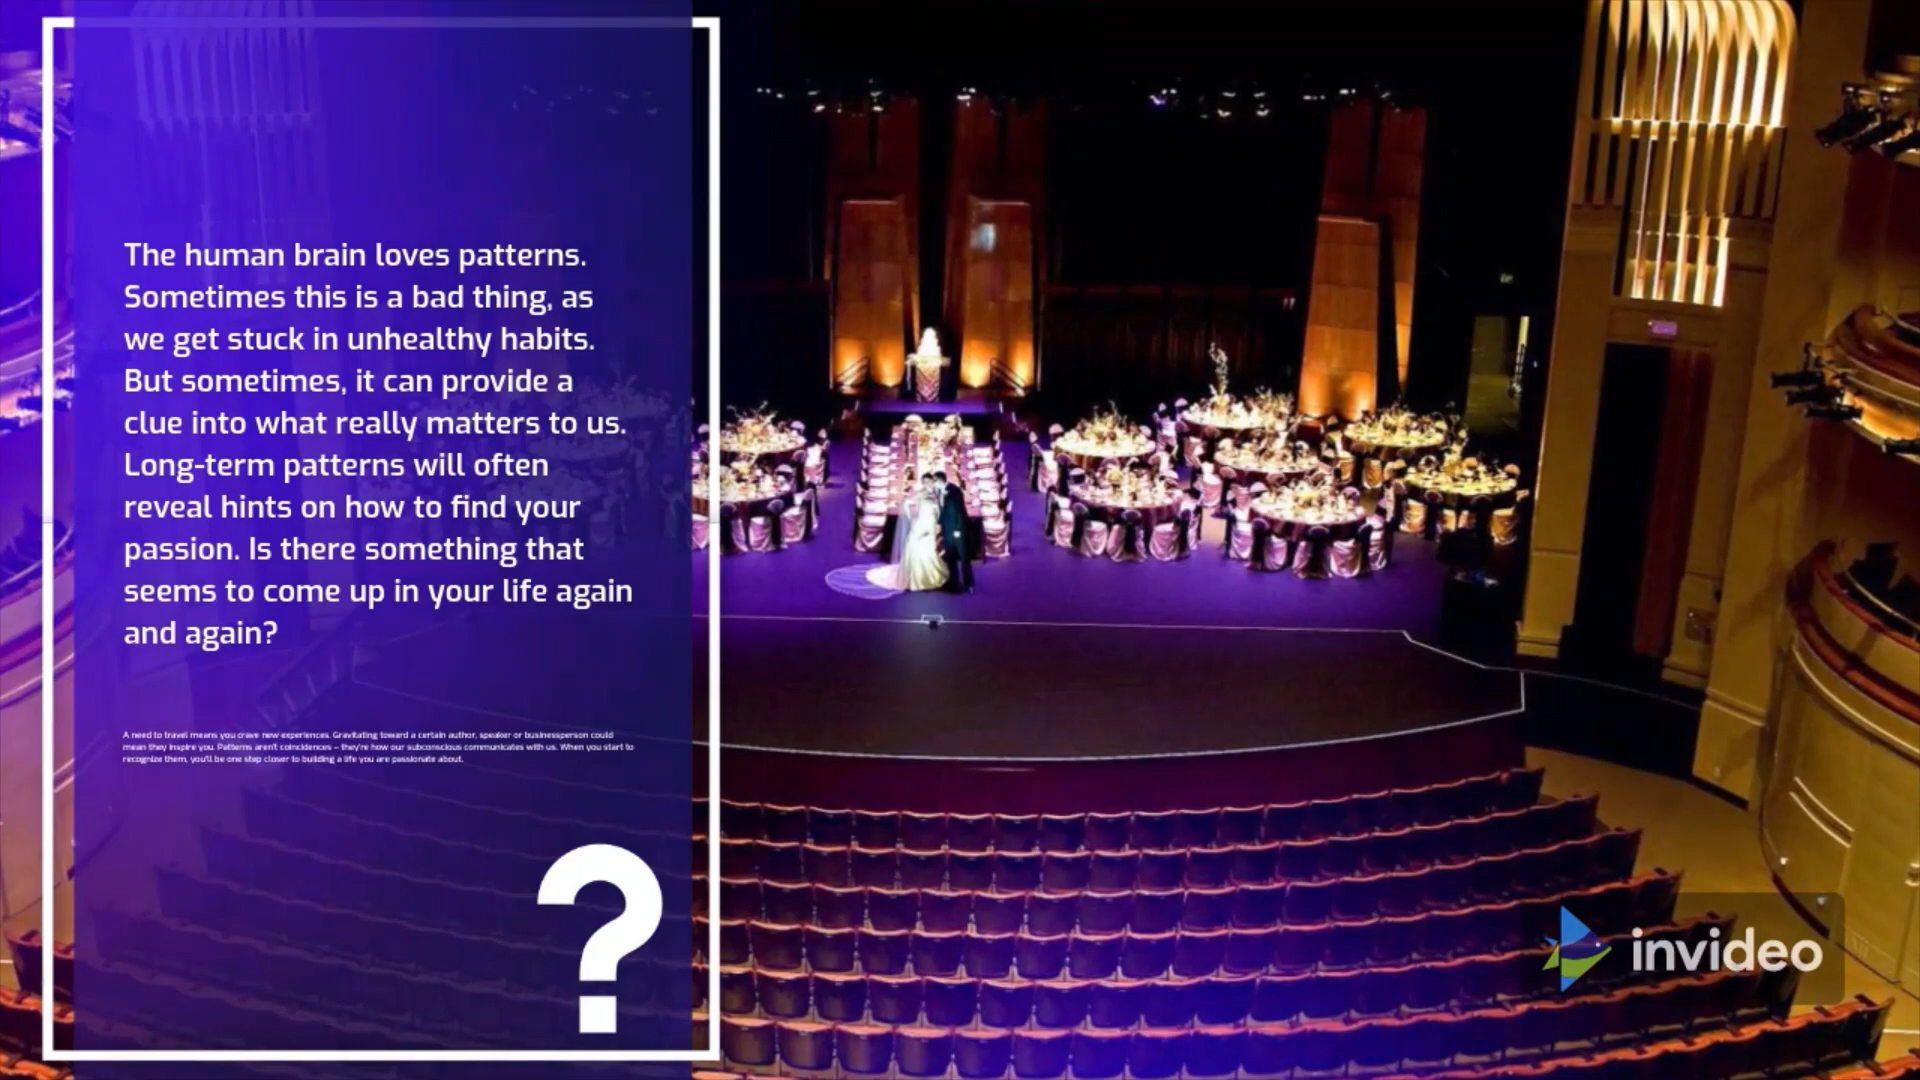 The human brain loves patterns.
Sometimes this is a bad thing, as
we get stuck in unhealthy habits.
But sometimes, it can provide a
clue into what really matters to us.
Long-term patterns will often
reveal hints on how to find your
passion. Is there something that
seems to come up in your life again
and again?
A need to travel means you crave new experiences. Gravitating toward a certain author, speaker or businessperson could
mean they inspire you. Patterns aren't coincidences – they're how our subconscious communicates with us. When you start to
recognize them, you'll be one step closer to building a life you are passionate about.
?
invideo